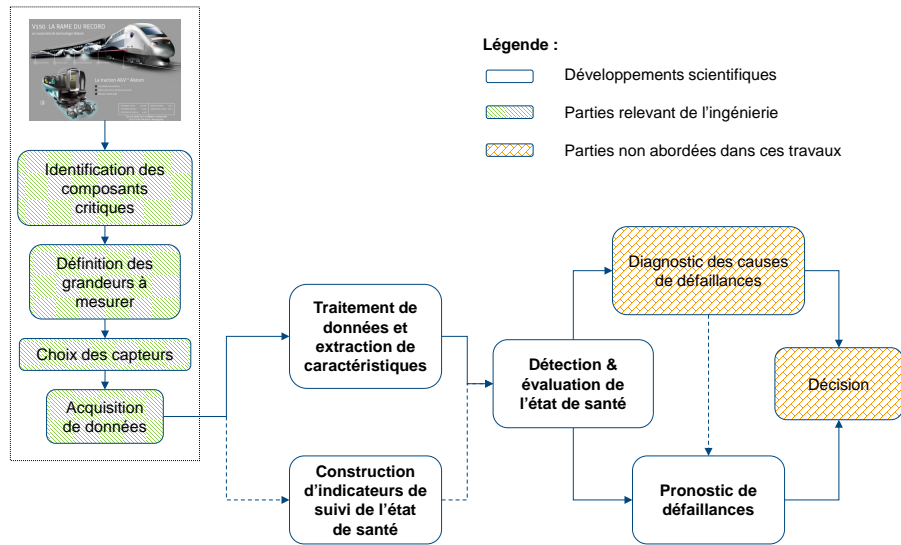 V150 LA RAME DU RECORD
La traction AGV™ Alstom
Identification des
composants
critiques
Définition des
grandeurs à
mesurer
Choix des capteurs
Acquisition
de données
Traitement de
données et
extraction de
caractéristiques
Construction
d’indicateurs de
suivi de l’état
de santé
Détection &
évaluation de
l’état de santé
Diagnostic des causes
de défaillances
Pronostic de
défaillances
Décision
Légende :
Développements scientifiques
Parties relevant de l’ingénierie
Parties non abordées dans ces travaux